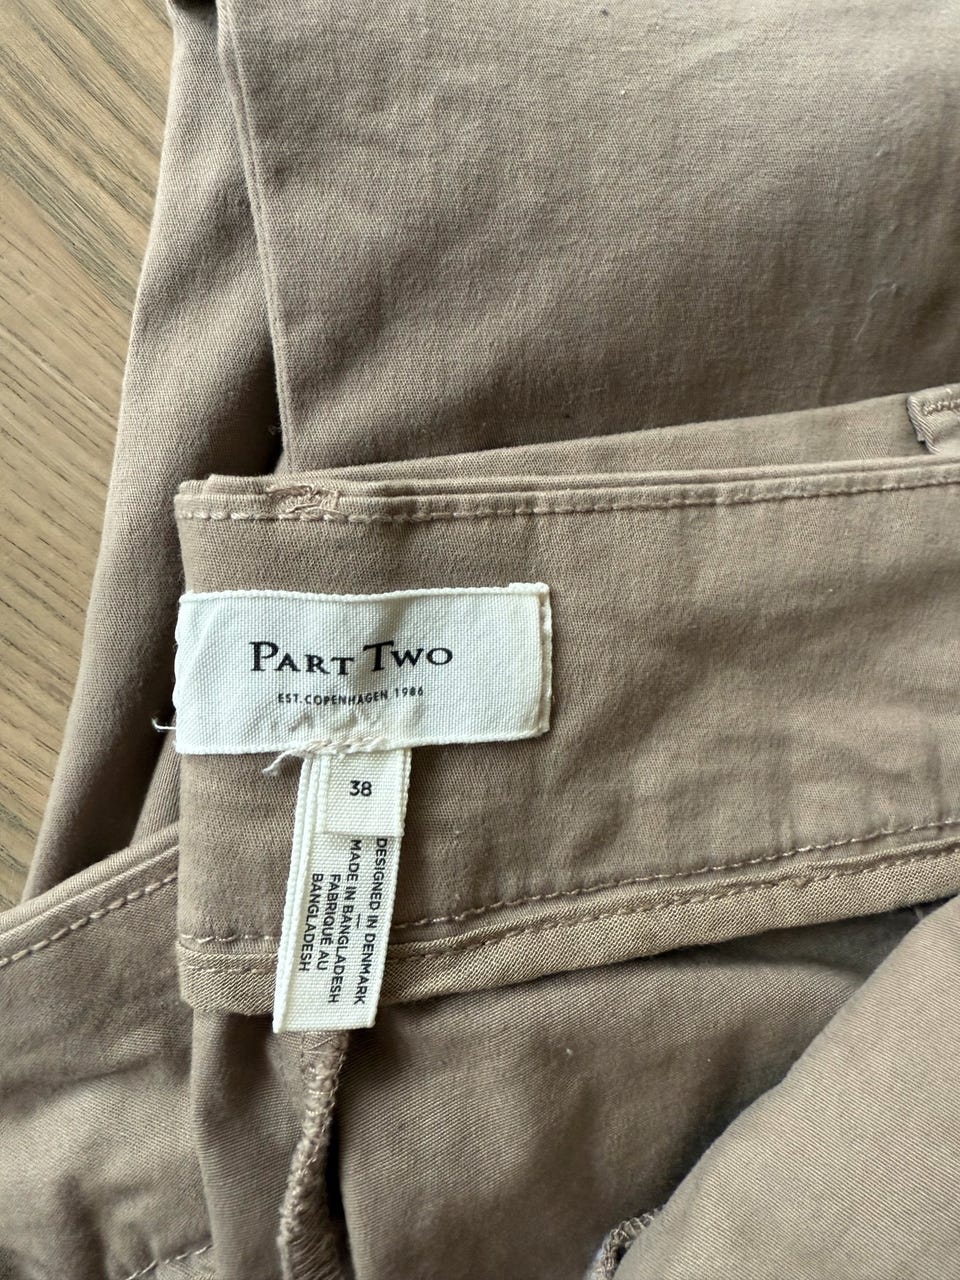 PART TWO
EST. COPENHAGEN 1986
38
DESIGNED IN DENMARK
—
MADE IN BANGLADESH
FABRIQUÉ AU
BANGLADESH